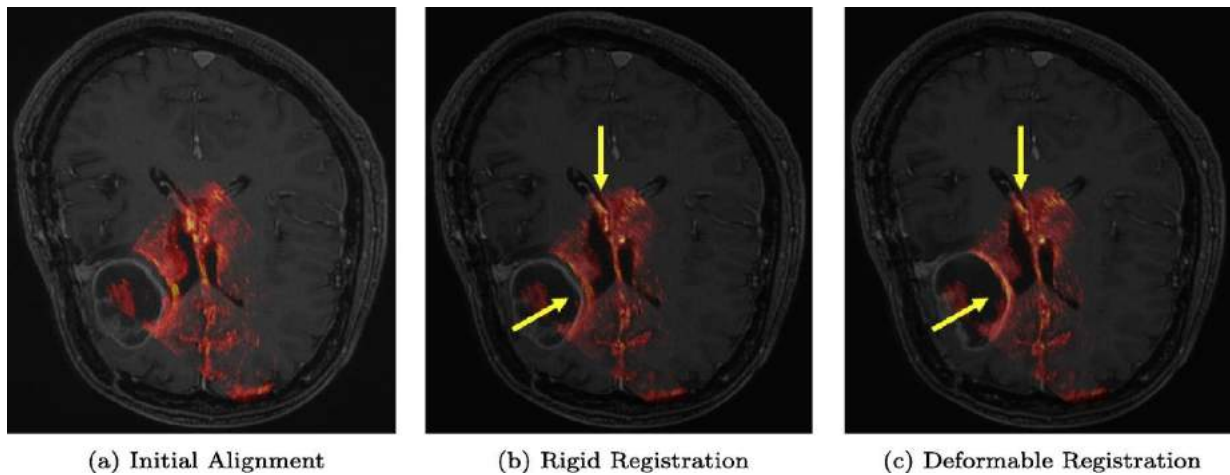 (a) Initial Alignment
(b) Rigid Registration
(c) Deformable Registration